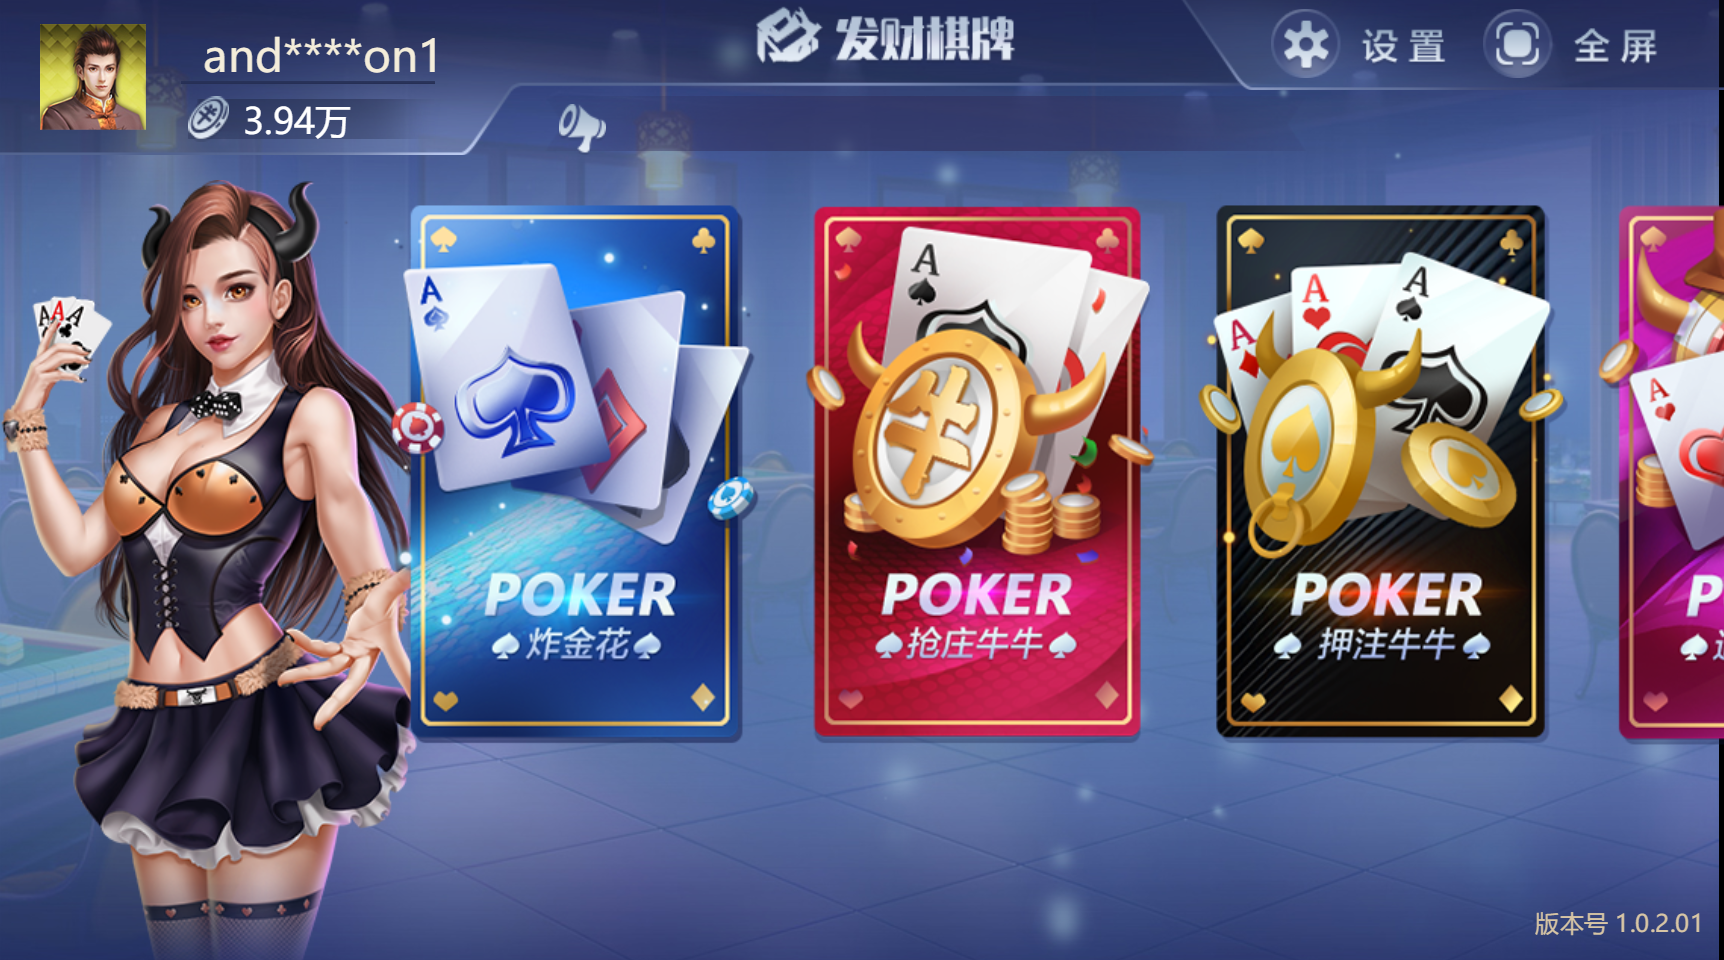 and****on1
3.94万
发财棋牌
设置
全屏
A
A
A
POKER
炸金花
A
牛
POKER
抢庄牛牛
A
A
A
POKER
押注牛牛
A
P
版本号 1.0.2.01